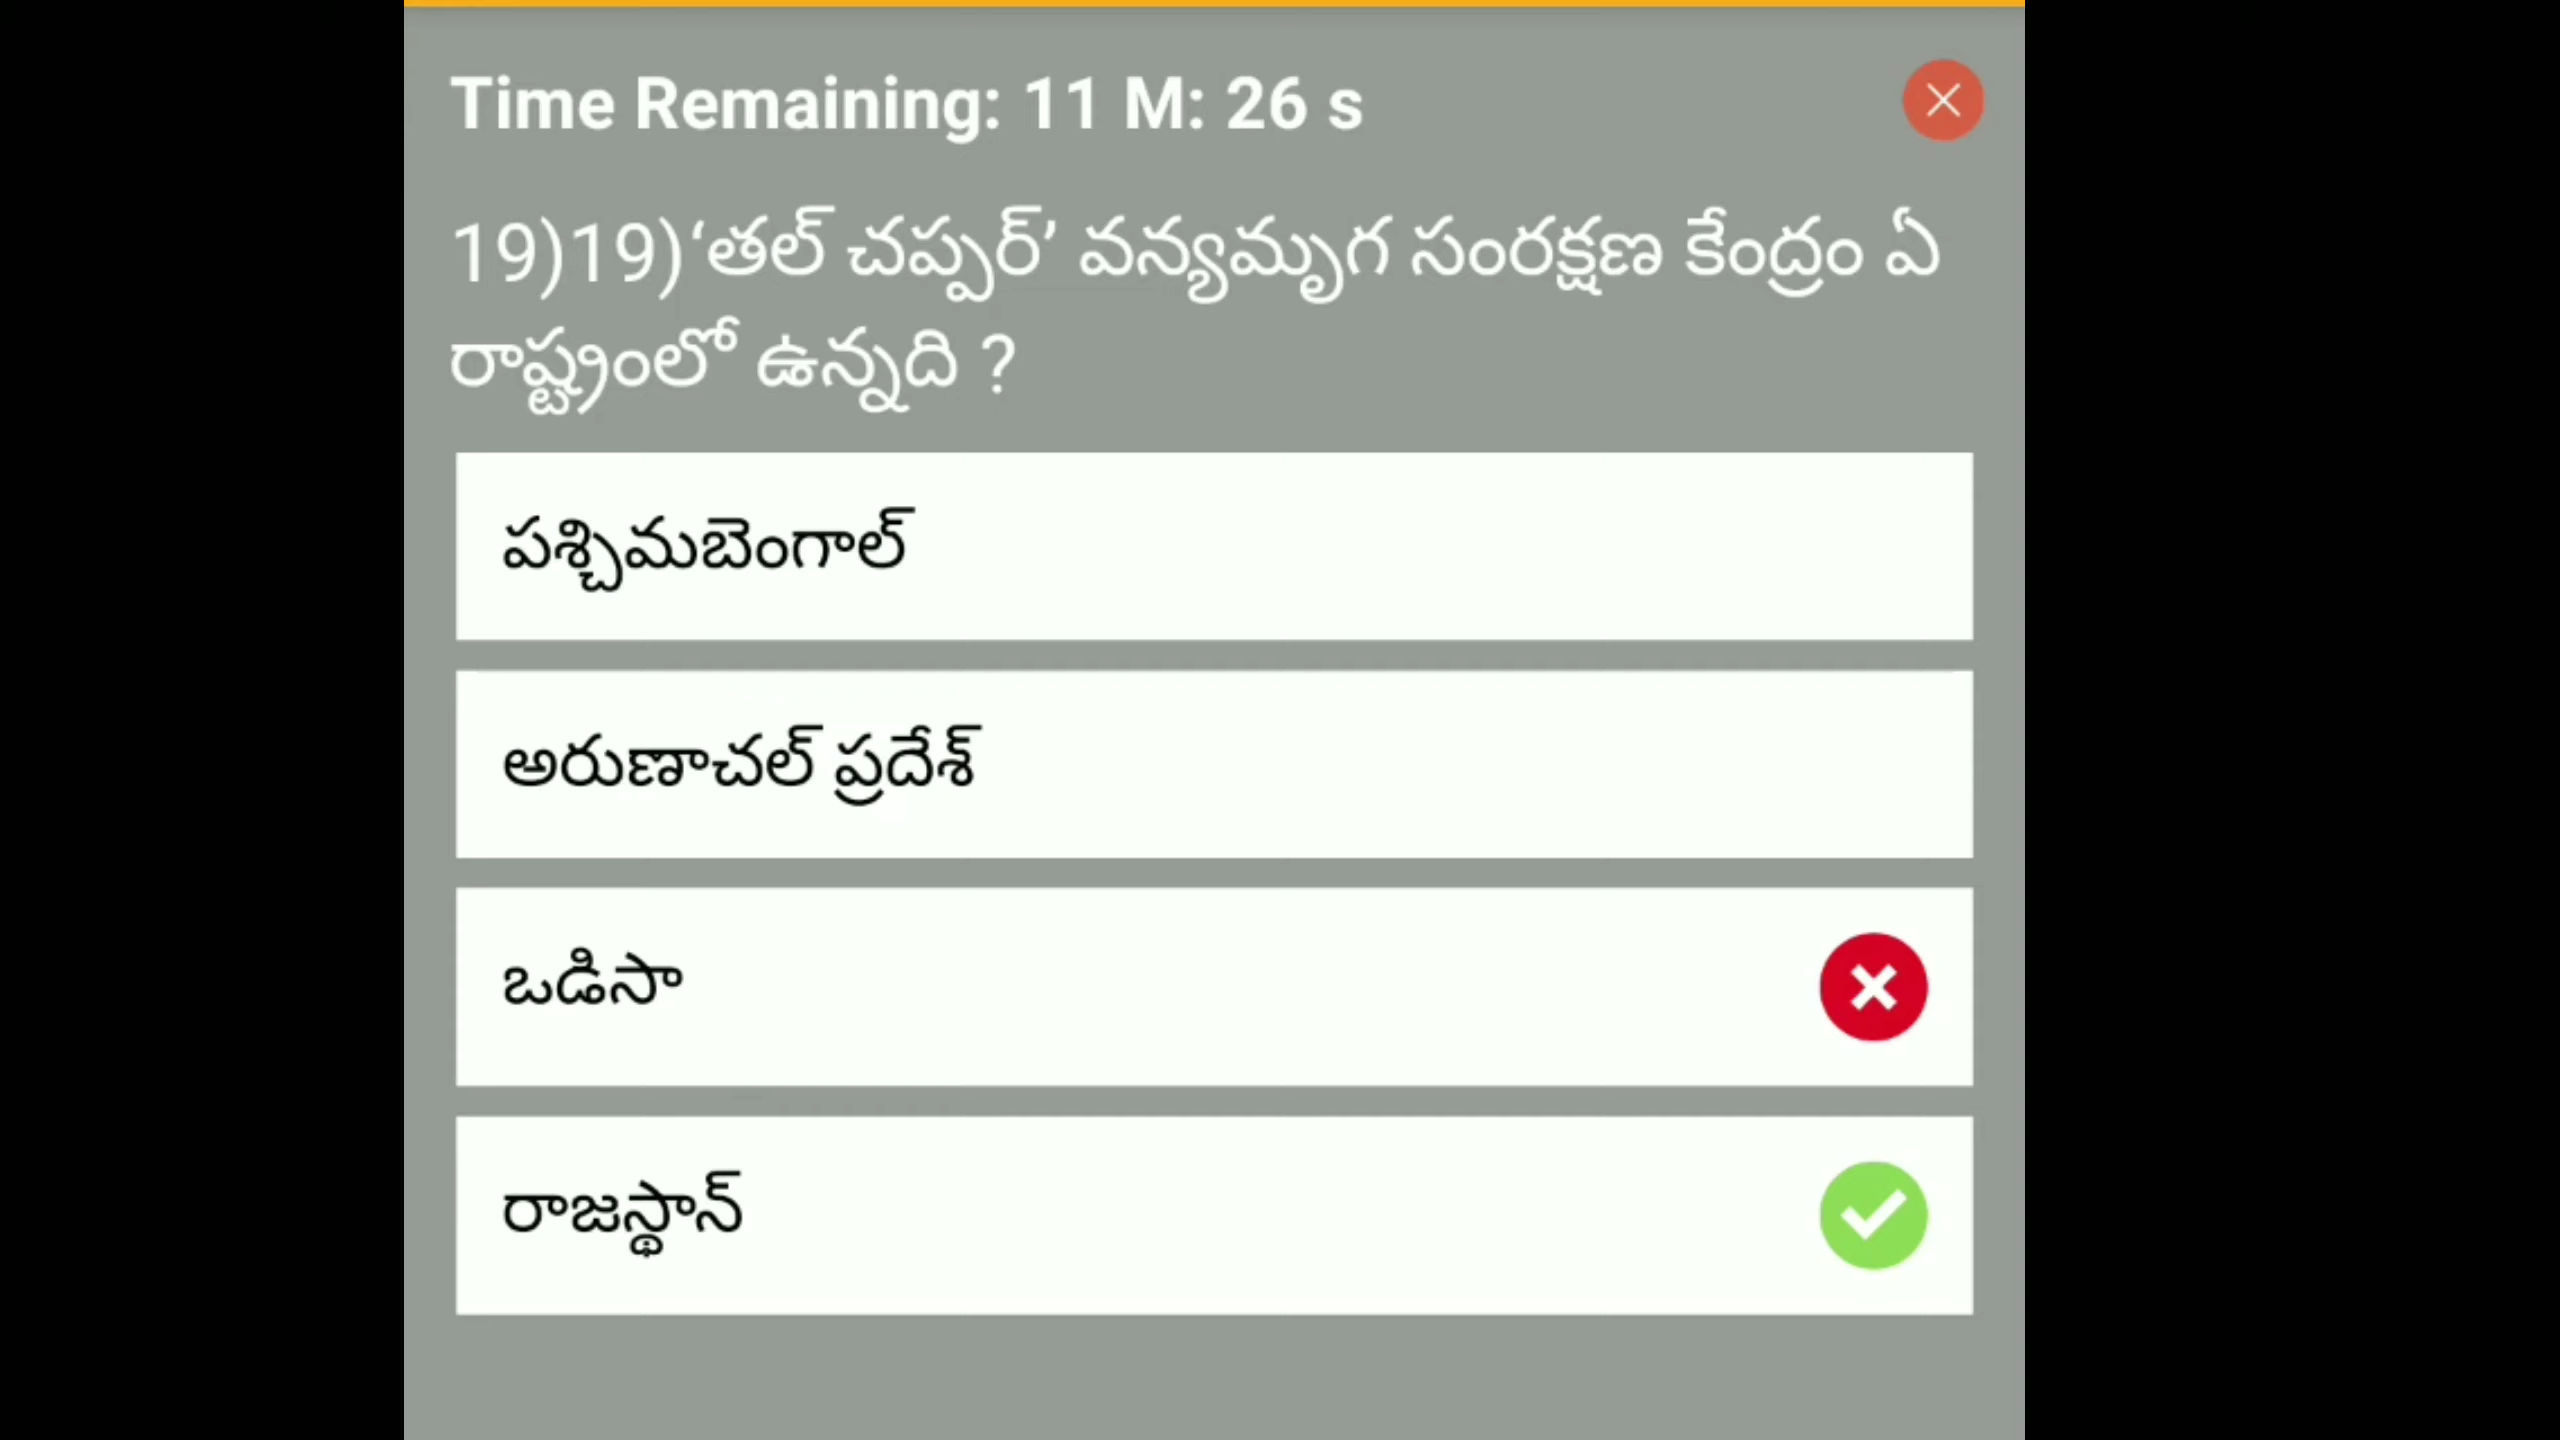 Time Remaining: 11 M: 26 s
19)19)‘తల్ చప్పర్’ వన్యమృగ సంరక్షణ కేంద్రం ఏ
రాష్ట్రంలో ఉన్నది ?
పశ్చిమబెంగాల్
అరుణాచల్ ప్రదేశ్
ఒడిసా
రాజస్థాన్